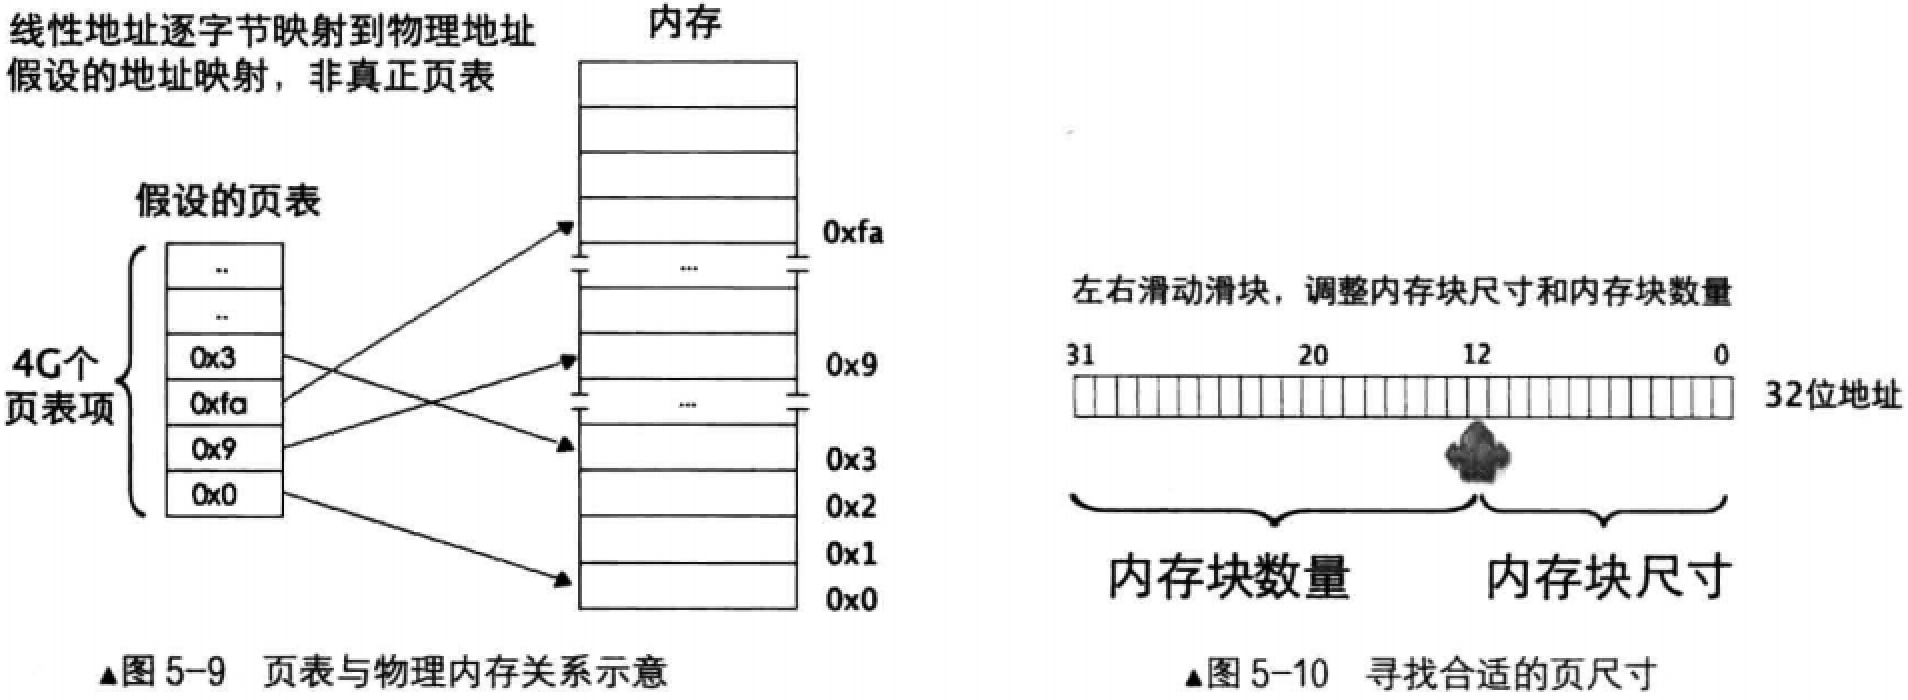 线性地址逐字节映射到物理地址
假设的地址映射，非真正页表
内存
假设的页表
4G个
页表项
..
..
0x3
0xfa
0x9
0x0
...
...
0xfa
0x9
0x3
0x2
0x1
0x0
▲图 5-9 页表与物理内存关系示意
左右滑动滑块，调整内存块尺寸和内存块数量
31 20 12 0
32位地址
内存块数量 内存块尺寸
▲图 5-10 寻找合适的页尺寸